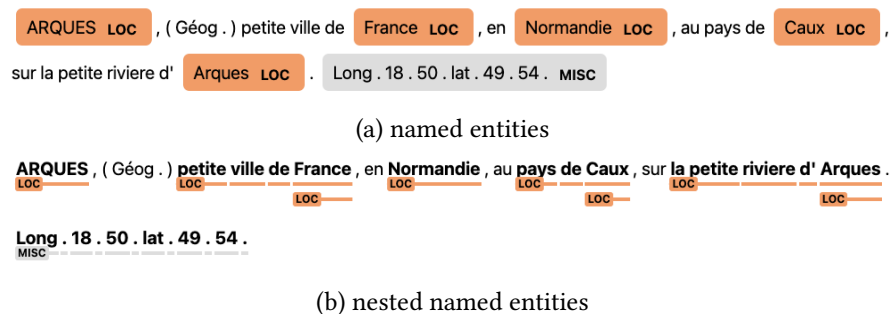 ARQUES LOC , ( Géog . ) petite ville de France LOC , en Normandie LOC , au pays de Caux LOC ,
sur la petite riviere d' Arques LOC . Long . 18 . 50 . lat . 49 . 54 . MISC
(a) named entities
ARQUES , ( Géog . ) petite ville de France , en Normandie , au pays de Caux , sur la petite riviere d' Arques .
LOC LOC LOC LOC LOC
LOC LOC LOC
Long . 18 . 50 . lat . 49 . 54 .
MISC
(b) nested named entities